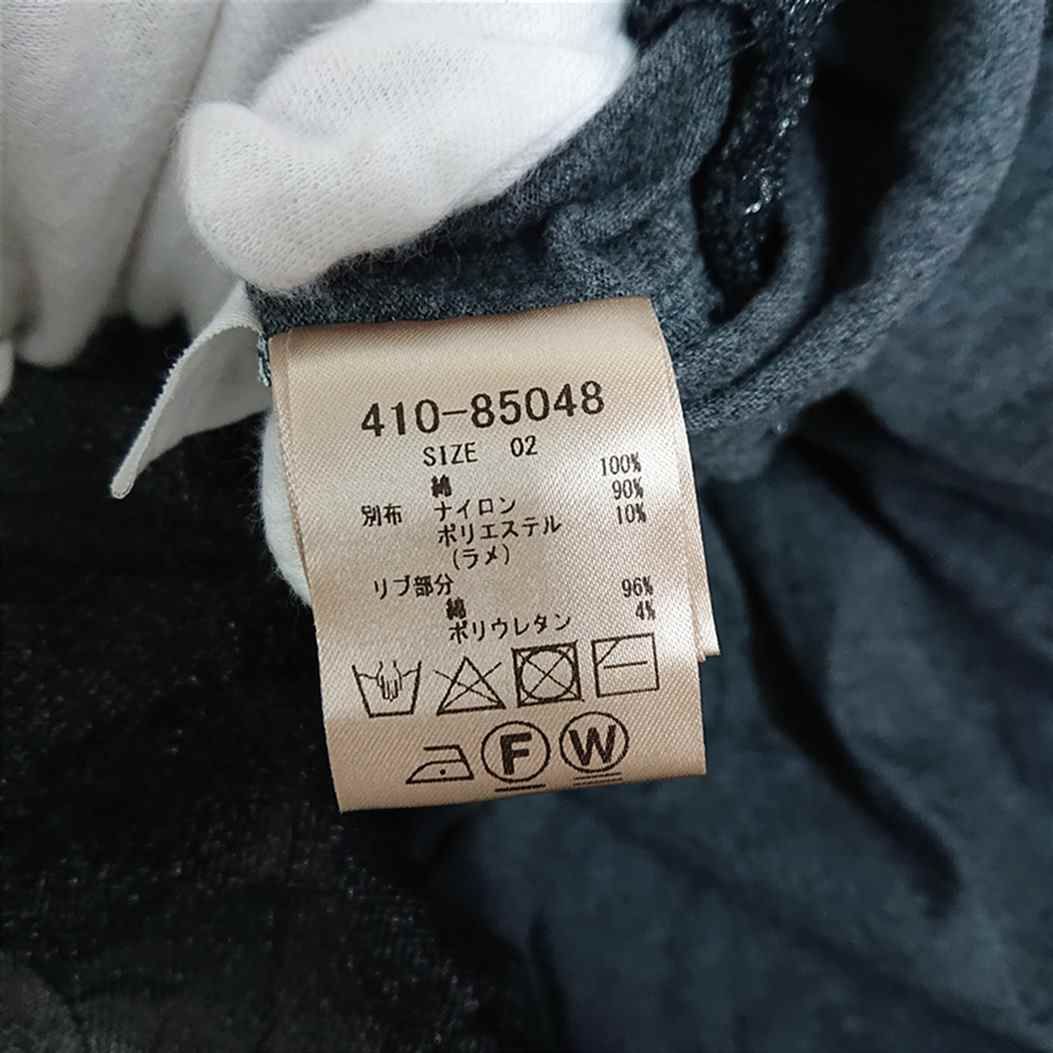 410-85048
SIZE 02
綿 100%
別布 ナイロン 90%
ポリエステル 10%
(ラメ)
リブ部分
綿 96%
ポリウレタン 4%
F W